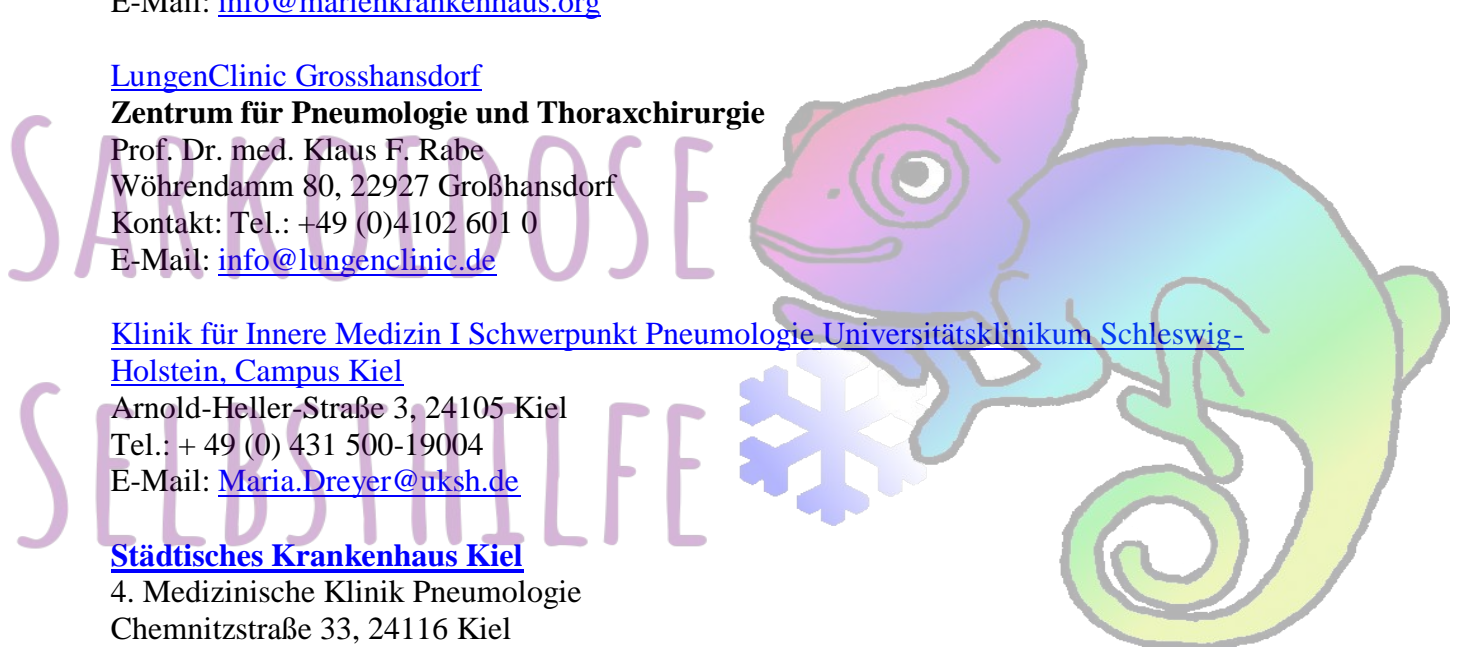 E-Mail: info@marienkrankenhaus.org
LungenClinic Grosshansdorf
Zentrum für Pneumologie und Thoraxchirurgie
Prof. Dr. med. Klaus F. Rabe
Wöhrendamm 80, 22927 Großhansdorf
Kontakt: Tel.: +49 (0)4102 601 0
E-Mail: info@lungenclinic.de
SARKOIDOSE
Klinik für Innere Medizin I Schwerpunkt Pneumologie Universitätsklinikum Schleswig-
Holstein, Campus Kiel
Arnold-Heller-Straße 3, 24105 Kiel
Tel.: + 49 (0) 431 500-19004
E-Mail: Maria.Dreyer@uksh.de
SELBSTHILFE
Städtisches Krankenhaus Kiel
4. Medizinische Klinik Pneumologie
Chemnitzstraße 33, 24116 Kiel